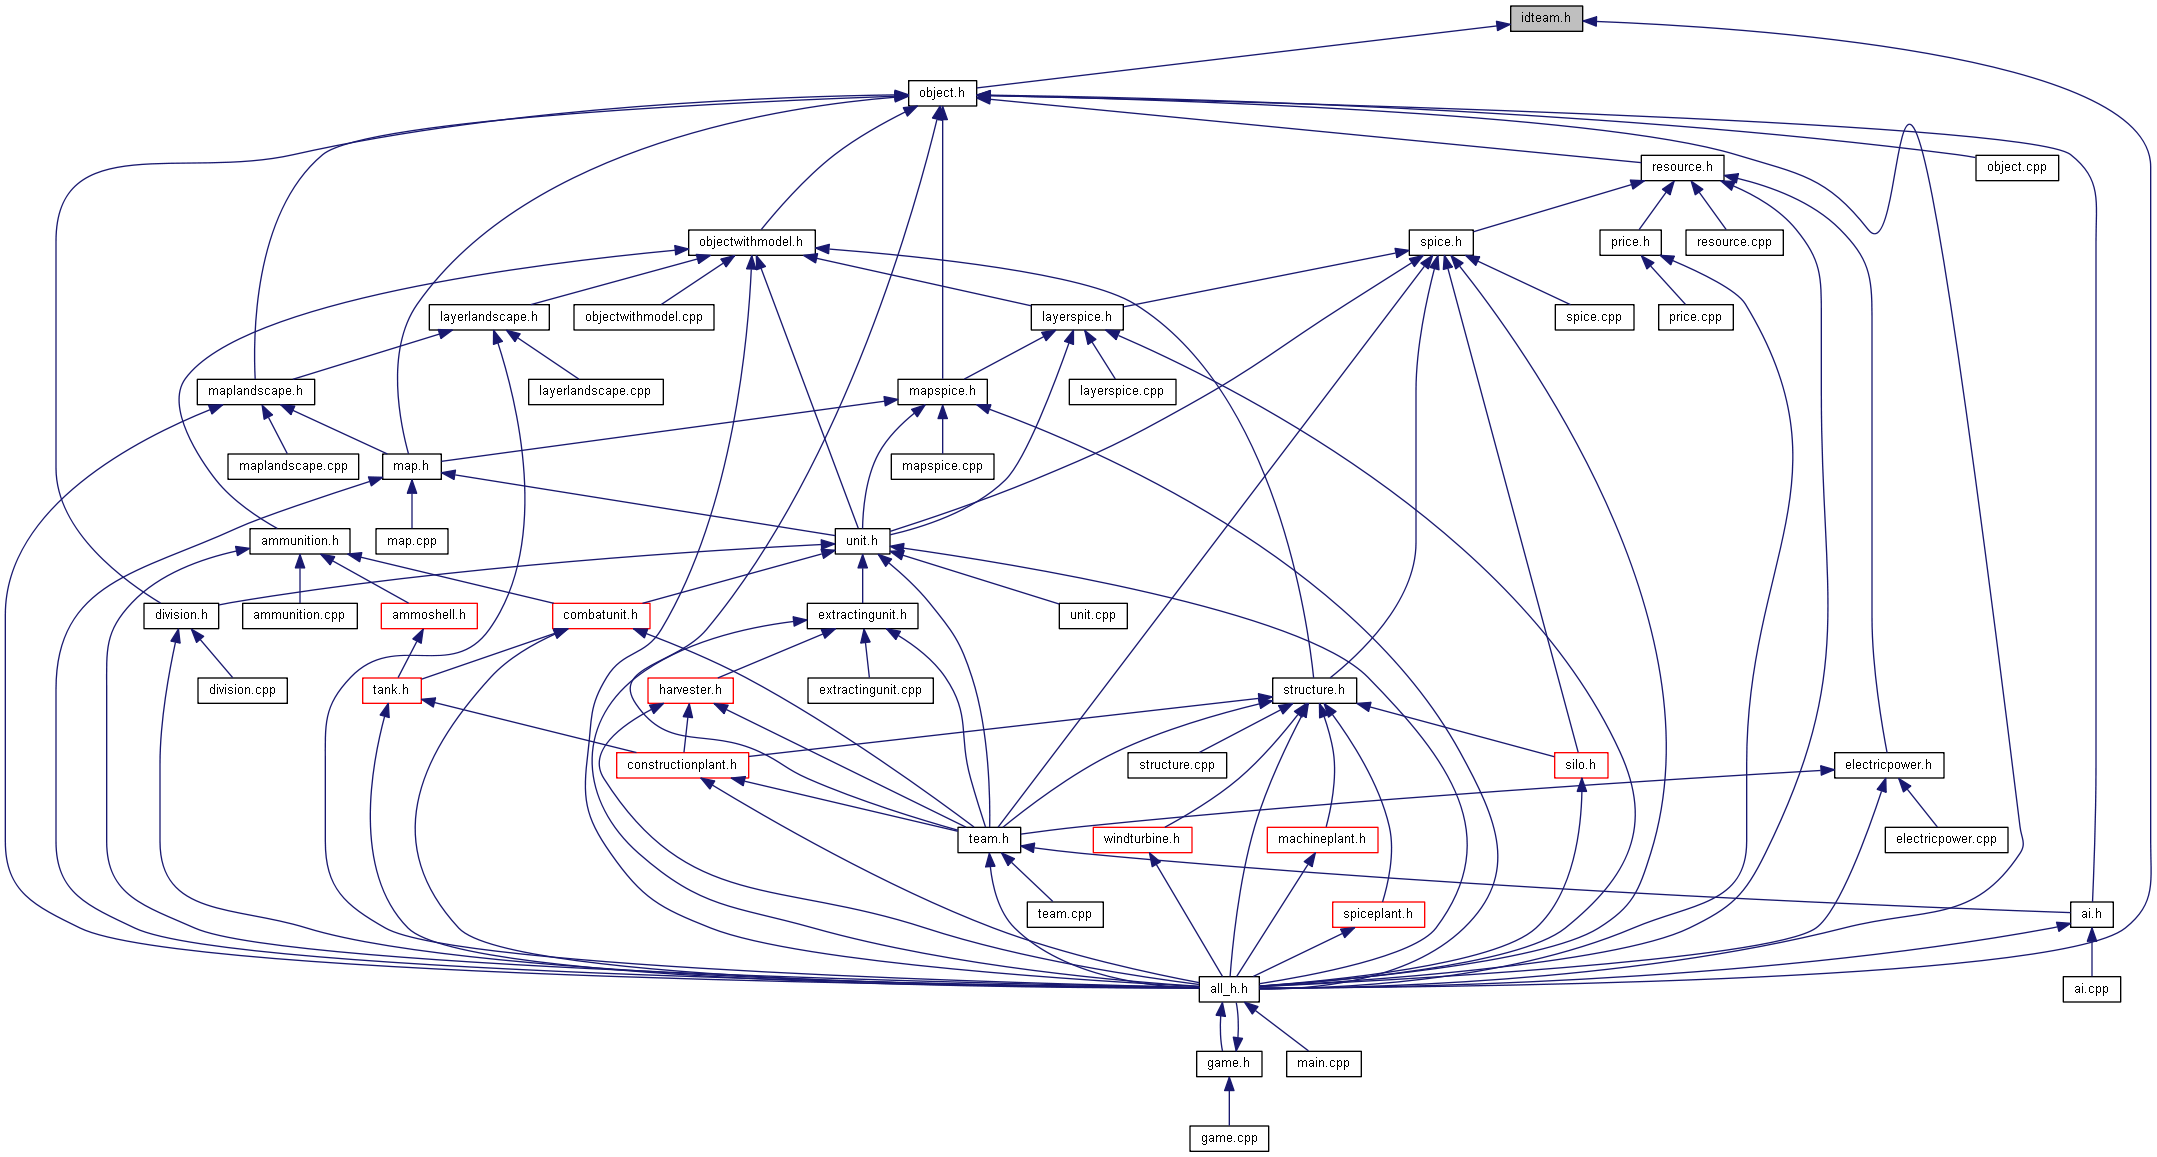 idteam.h
object.h
resource.h
object.cpp
objectwithmodel.h
spice.h
price.h
resource.cpp
layerlandscape.h
objectwithmodel.cpp
layerspice.h
spice.cpp
price.cpp
maplandscape.h
layerlandscape.cpp
mapspice.h
layerspice.cpp
maplandscape.cpp
map.h
mapspice.cpp
ammunition.h
map.cpp
unit.h
division.h
ammunition.cpp
ammoshell.h
combatunit.h
extractingunit.h
unit.cpp
division.cpp
tank.h
harvester.h
extractingunit.cpp
structure.h
constructionplant.h
structure.cpp
silo.h
electricpower.h
team.h
windturbine.h
machineplant.h
electricpower.cpp
team.cpp
spiceplant.h
ai.h
all_h.h
ai.cpp
game.h
main.cpp
game.cpp